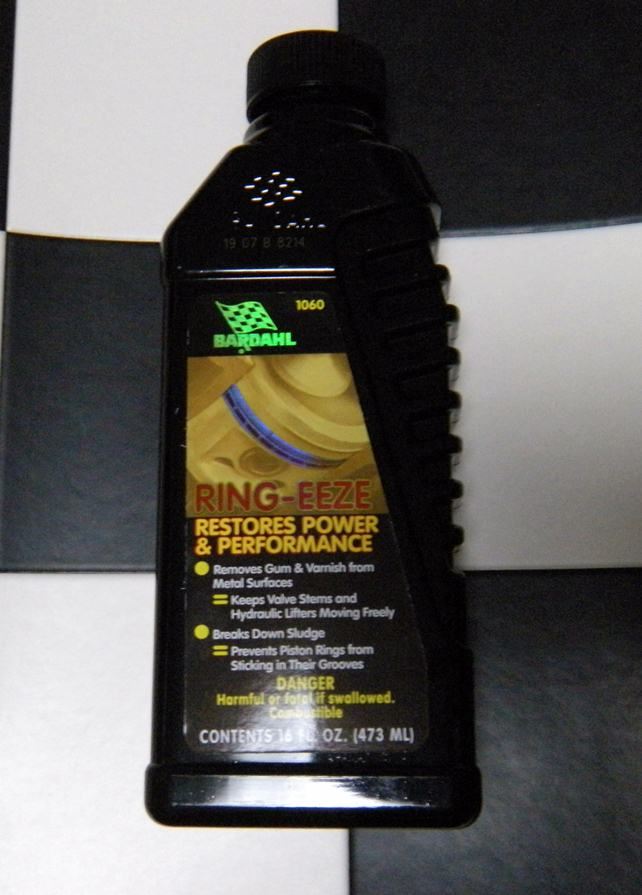 19 07 B 8214
1060
BARDAHL
RING-EEZE
RESTORES POWER
& PERFORMANCE
Removes Gum & Varnish from
Metal Surfaces
= Keeps Valve Stems and
Hydraulic Lifters Moving Freely
Breaks Down Sludge
= Prevents Piston Rings from
Sticking in Their Grooves
DANGER
Harmful or fatal if swallowed.
Combustible
CONTENTS 16 FL. OZ. (473 ML)